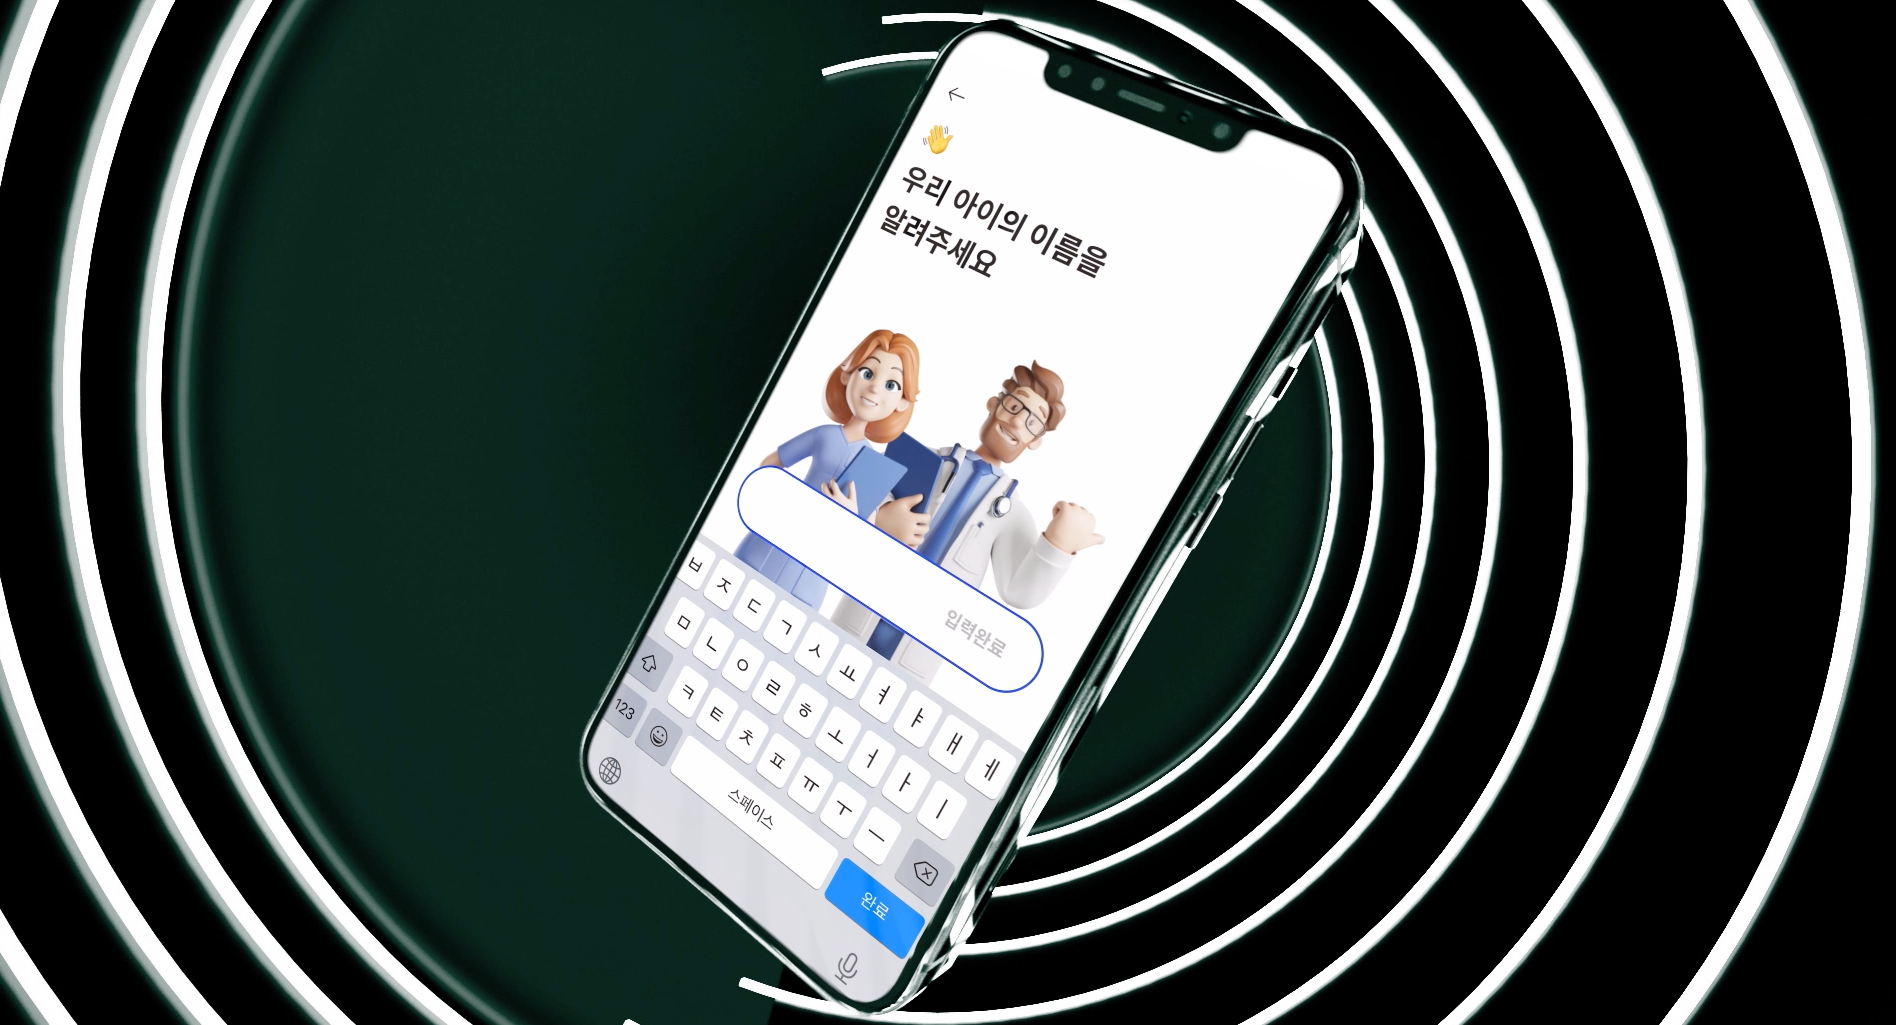 우리 아이의 이름을
알려주세요
입력완료
ㅂ ㅈ ㄷ ㄱ ㅅ ㅛ ㅕ ㅑ ㅐ ㅔ
ㅁ ㄴ ㅇ ㄹ ㅎ ㅗ ㅓ ㅏ ㅣ
ㅋ ㅌ ㅊ ㅍ ㅠ ㅜ ㅡ
123
스페이스
완료